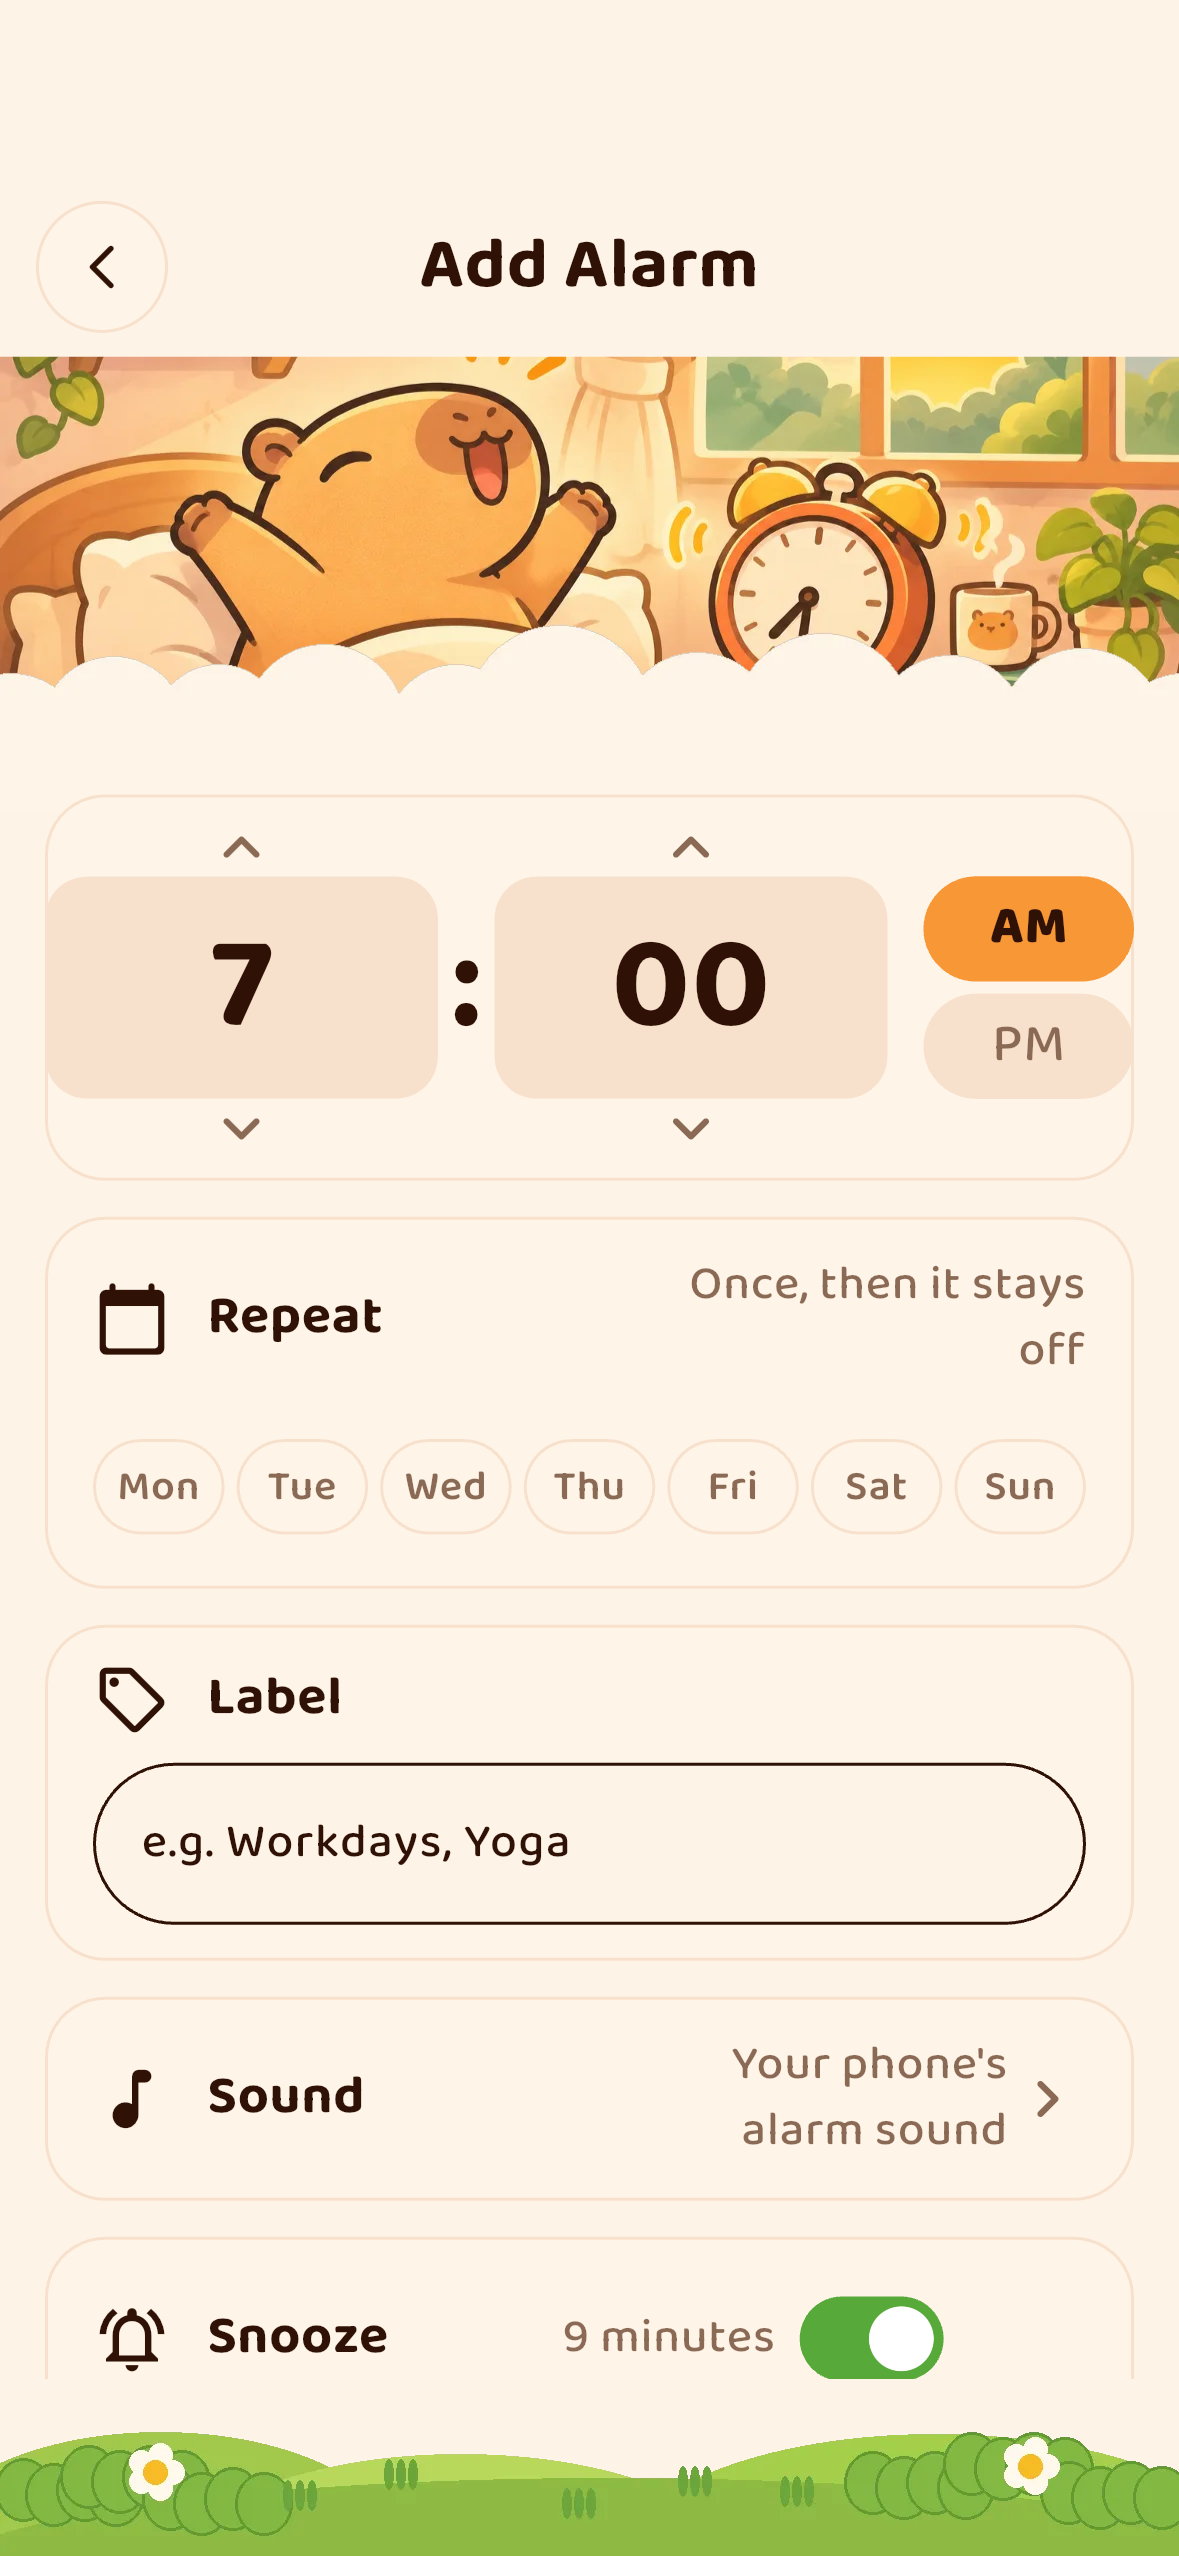 Add Alarm
7 : 00
AM
PM
Repeat
Once, then it stays
off
Mon Tue Wed Thu Fri Sat Sun
Label
e.g. Workdays, Yoga
Sound
Your phone's
alarm sound
Snooze 9 minutes